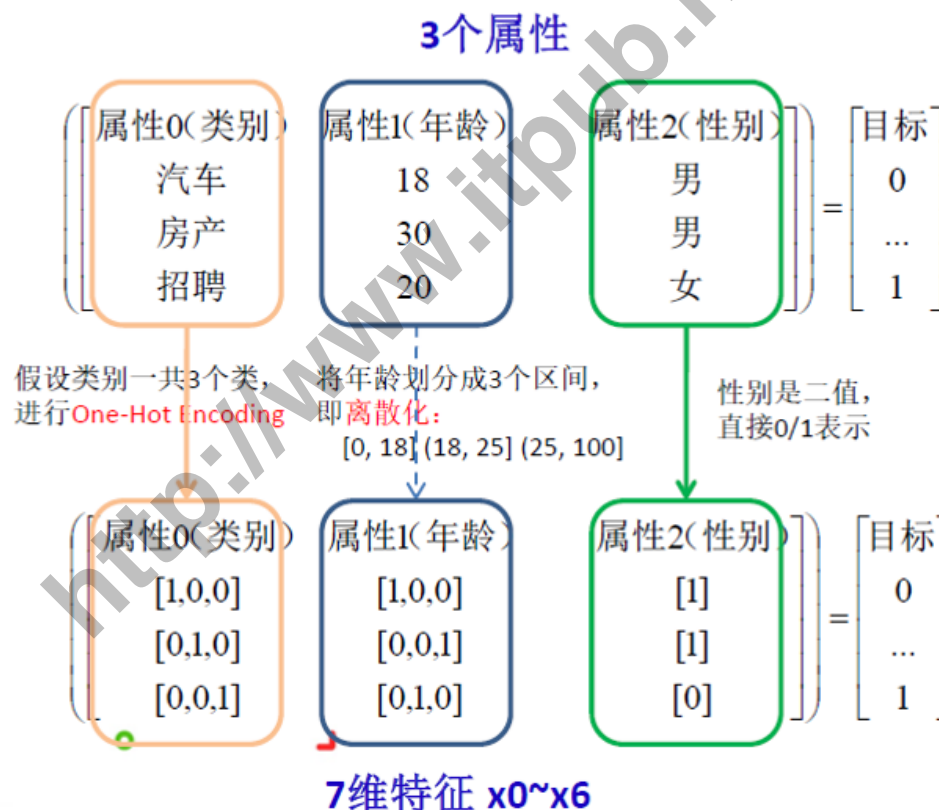 3个属性
属性0(类别) 属性1(年龄) 属性2(性别) 目标
汽车 18 男 0
房产 30 男 ...
招聘 20 女 1
=
假设类别一共3个类，
进行One-Hot Encoding
将年龄划分成3个区间，
即离散化：
[0, 18] (18, 25] (25, 100]
性别是二值，
直接0/1表示
属性0(类别) 属性1(年龄) 属性2(性别) 目标
[1,0,0] [1,0,0] [1] 0
[0,1,0] [0,0,1] [1] ...
[0,0,1] [0,1,0] [0] 1
=
7维特征 x0~x6
http://www.itpub.n